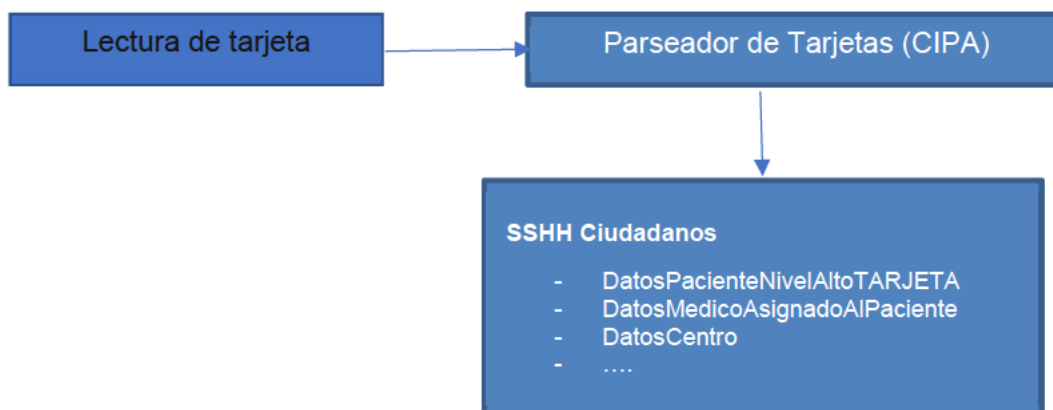 Lectura de tarjeta
Parseador de Tarjetas (CIPA)
SSHH Ciudadanos
- DatosPacienteNivelAltoTARJETA
- DatosMedicoAsignadoAlPaciente
- DatosCentro
- ....